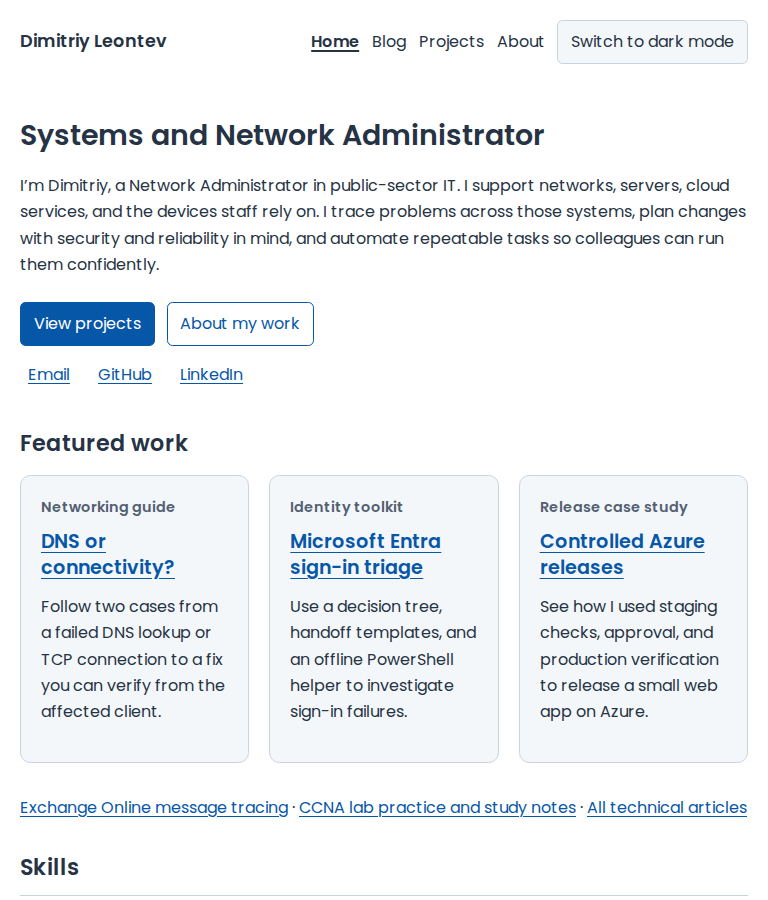 Dimitriy Leontev
Home Blog Projects About Switch to dark mode
Systems and Network Administrator
I’m Dimitriy, a Network Administrator in public-sector IT. I support networks, servers, cloud
services, and the devices staff rely on. I trace problems across those systems, plan changes
with security and reliability in mind, and automate repeatable tasks so colleagues can run
them confidently.
View projects
About my work
Email GitHub LinkedIn
Featured work
Networking guide
DNS or
connectivity?
Follow two cases from
a failed DNS lookup or
TCP connection to a fix
you can verify from the
affected client.
Identity toolkit
Microsoft Entra
sign-in triage
Use a decision tree,
handoff templates, and
an offline PowerShell
helper to investigate
sign-in failures.
Release case study
Controlled Azure
releases
See how I used staging
checks, approval, and
production verification
to release a small web
app on Azure.
Exchange Online message tracing · CCNA lab practice and study notes · All technical articles
Skills